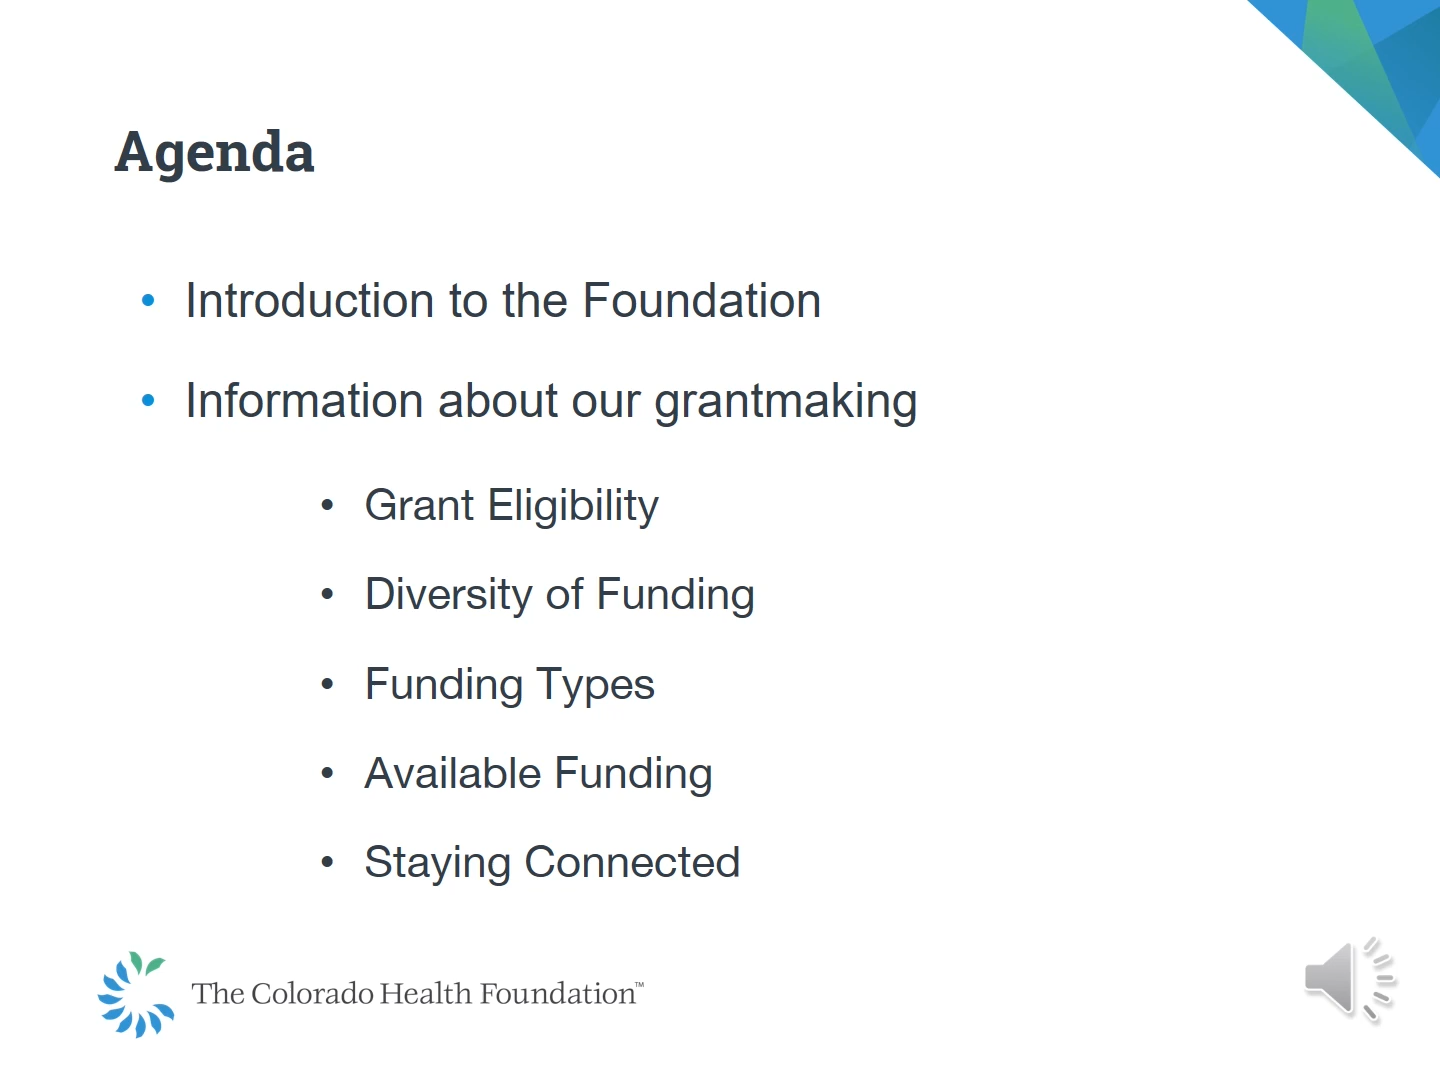 Agenda
• Introduction to the Foundation
• Information about our grantmaking
• Grant Eligibility
• Diversity of Funding
• Funding Types
• Available Funding
• Staying Connected
The Colorado Health Foundation™